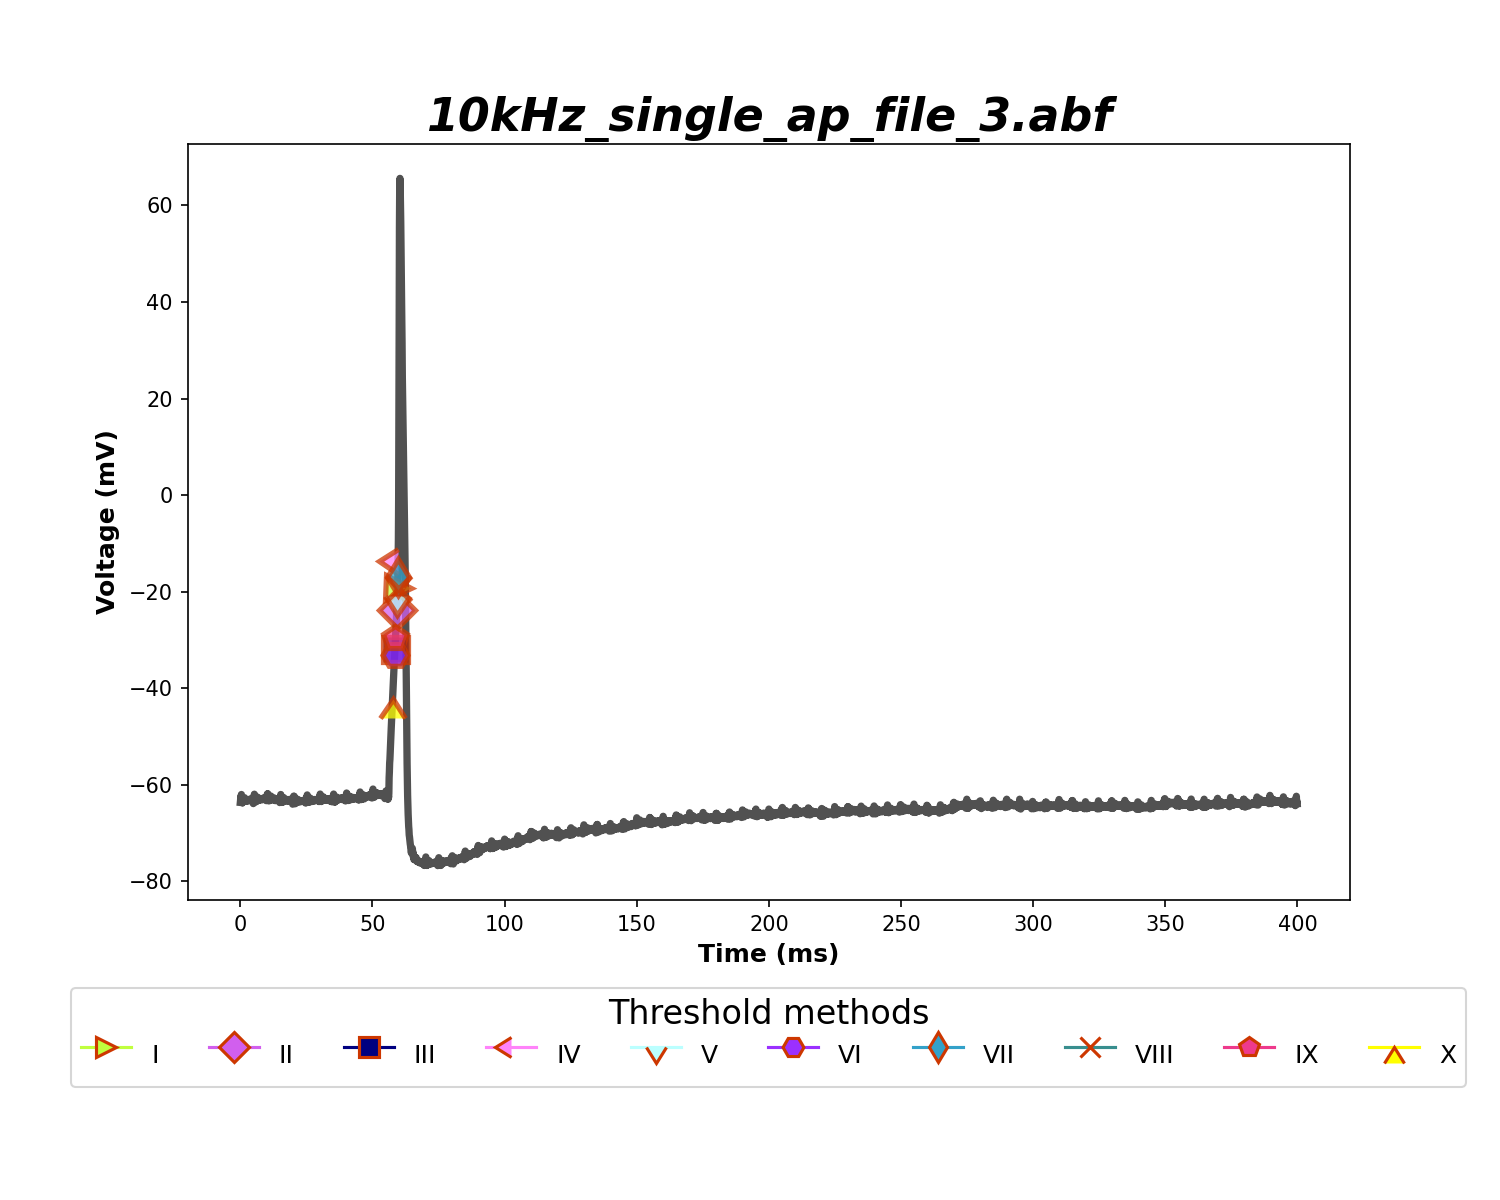 10kHz_single_ap_file_3.abf
60
40
20
0
−20
−40
−60
−80
Voltage (mV)
0 50 100 150 200 250 300 350 400
Time (ms)
Threshold methods
I II III IV V VI VII VIII IX X